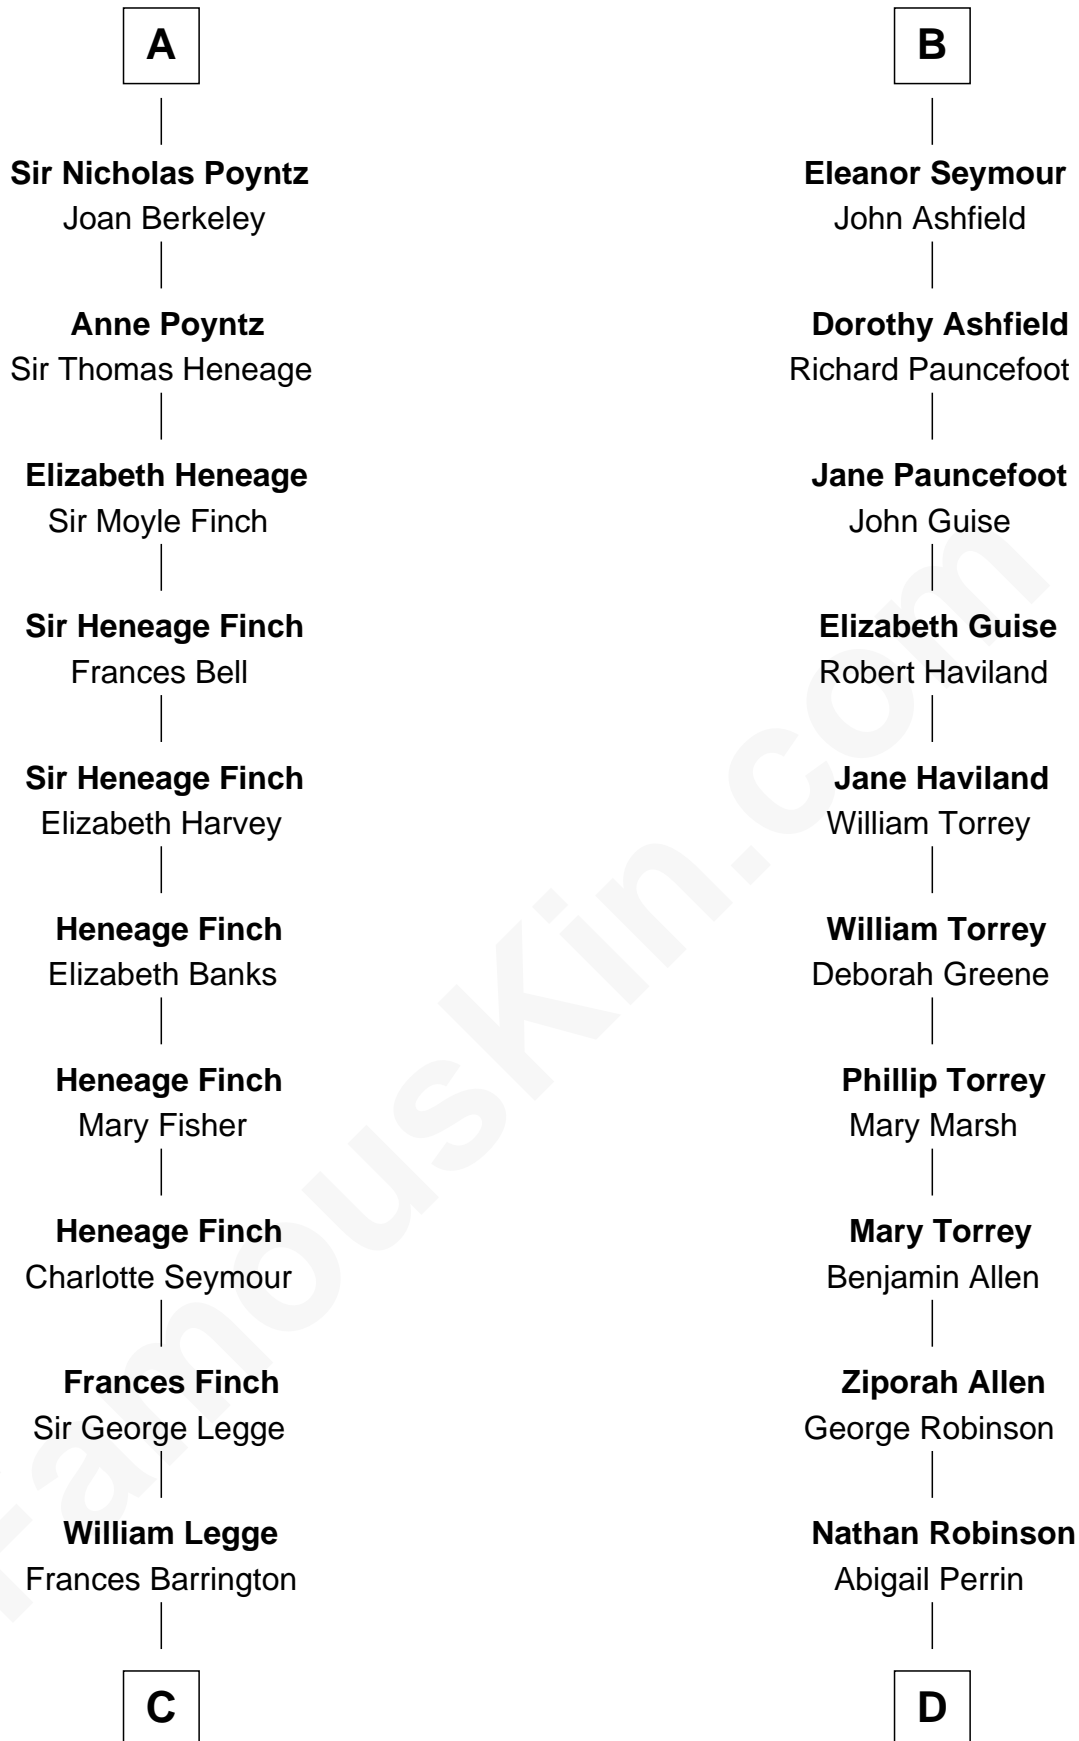 A
Sir Nicholas Poyntz
Joan Berkeley
Anne Poyntz
Sir Thomas Heneage
Elizabeth Heneage
Sir Moyle Finch
Sir Heneage Finch
Frances Bell
Sir Heneage Finch
Elizabeth Harvey
Heneage Finch
Elizabeth Banks
Heneage Finch
Mary Fisher
Heneage Finch
Charlotte Seymour
Frances Finch
Sir George Legge
William Legge
Frances Barrington
C
B
Eleanor Seymour
John Ashfield
Dorothy Ashfield
Richard Pauncefoot
Jane Pauncefoot
John Guise
Elizabeth Guise
Robert Haviland
Jane Haviland
William Torrey
William Torrey
Deborah Greene
Phillip Torrey
Mary Marsh
Mary Torrey
Benjamin Allen
Ziporah Allen
George Robinson
Nathan Robinson
Abigail Perrin
D
FamousKin.com